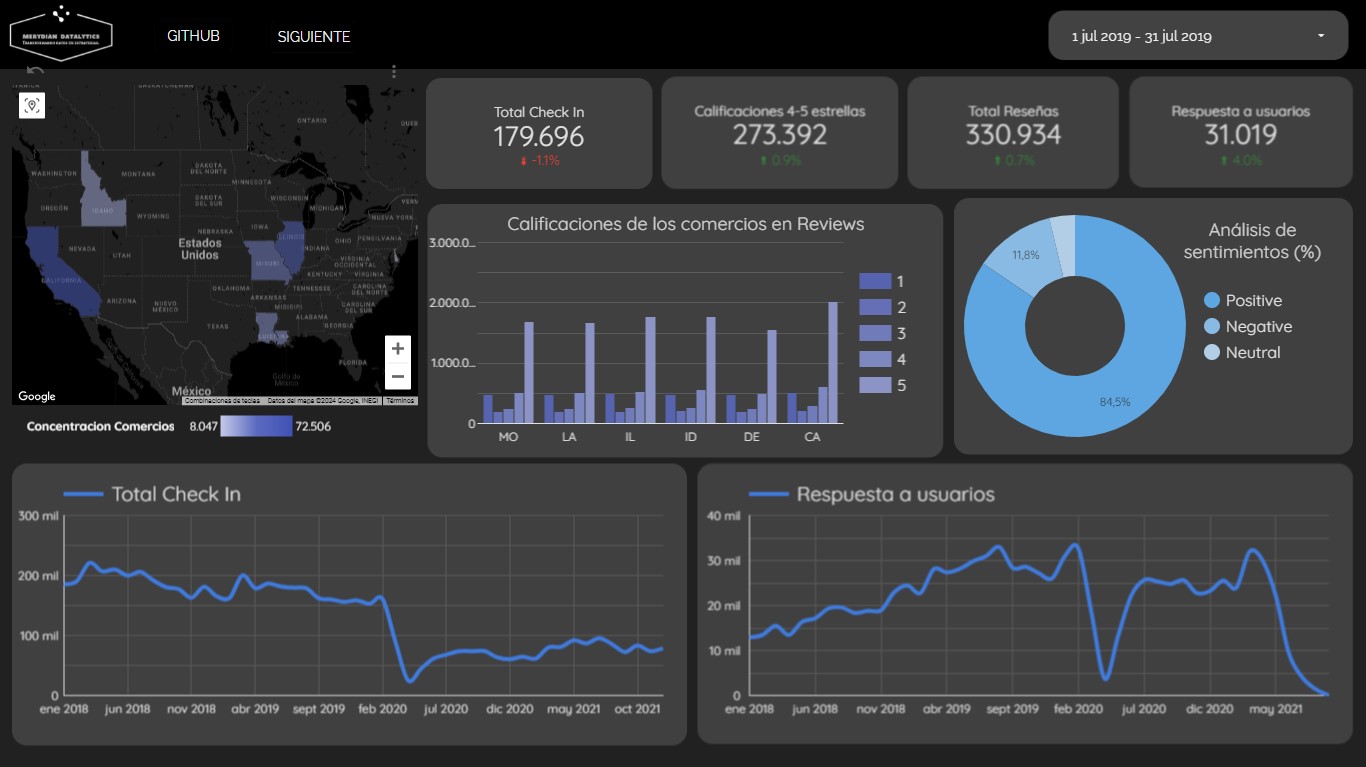 MERYDIAN DATALYTICS
GITHUB
SIGUIENTE
1 jul 2019 - 31 jul 2019
ONTARIO
QUEB
WASHINGTON
MONTANA
DAKOTA
DEL NORTE
MINNESOTA
OREGÓN
IDAHO
WYOMING
DAKOTA
DEL SUR
WISCONSIN
MICHIGAN
NUEVA YORK
NEBRASKA
IOWA
ILLINOIS
INDIANA
OHIO
PENSILVANIA
NEVADA
UTAH
Estados
Unidos
MISURI
VIRGINIA
OCCIDENTAL
KENTUCKY
VIRGINIA
CALIFORNIA
ARIZONA
NUEVO
MÉXICO
OKLAHOMA
ARKANSAS
TENNESSEE
CAROLINA
DEL NORTE
MISISIPI
CAROLINA
DEL SUR
ALABAMA
GEORGIA
TEXAS
LUISIANA
FLORIDA
Golfo de
México
México
Google
Combinaciones de teclas
Datos del mapa ©2024 Google, INEGI
Términos
Concentracion Comercios
8.047
72.506
Total Check In
179.696
-1.1%
Calificaciones 4-5 estrellas
273.392
0.9%
Total Reseñas
330.934
0.7%
Respuesta a usuarios
31.019
4.0%
Calificaciones de los comercios en Reviews
3.000.0…
2.000.0…
1.000.0…
0
MO LA IL ID DE CA
1
2
3
4
5
Análisis de
sentimientos (%)
Positive
Negative
Neutral
11,8%
84,5%
Total Check In
300 mil
200 mil
100 mil
0
ene 2018 jun 2018 nov 2018 abr 2019 sept 2019 feb 2020 jul 2020 dic 2020 may 2021 oct 2021
Respuesta a usuarios
40 mil
30 mil
20 mil
10 mil
0
ene 2018 jun 2018 nov 2018 abr 2019 sept 2019 feb 2020 jul 2020 dic 2020 may 2021